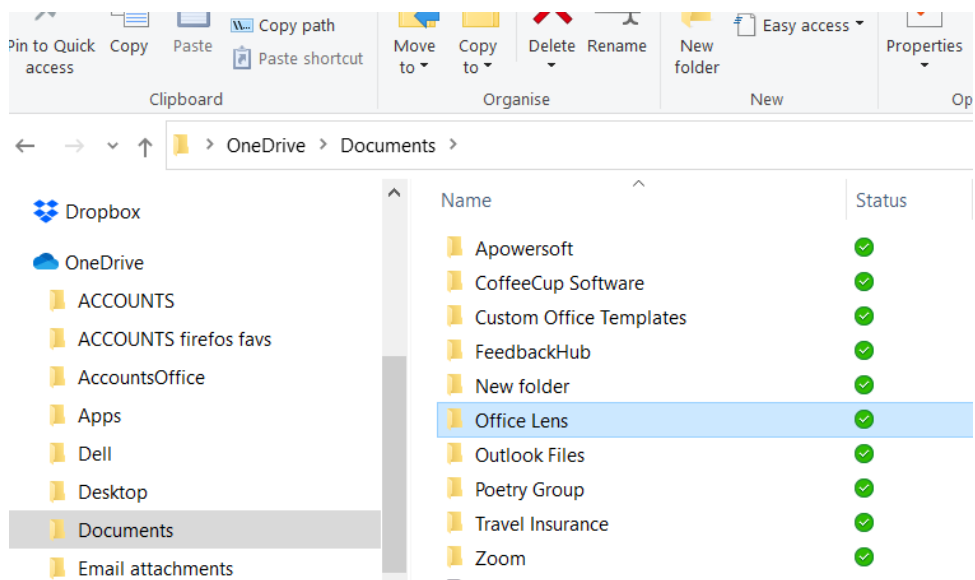 Copy path
Easy access
Pin to Quick access
Copy
Paste
Paste shortcut
Move to
Copy to
Delete
Rename
New folder
Properties
Clipboard
Organise
New
Op
OneDrive > Documents >
Name
Status
Dropbox
OneDrive
ACCOUNTS
ACCOUNTS firefos favs
AccountsOffice
Apps
Dell
Desktop
Documents
Email attachments
Apowersoft
CoffeeCup Software
Custom Office Templates
FeedbackHub
New folder
Office Lens
Outlook Files
Poetry Group
Travel Insurance
Zoom